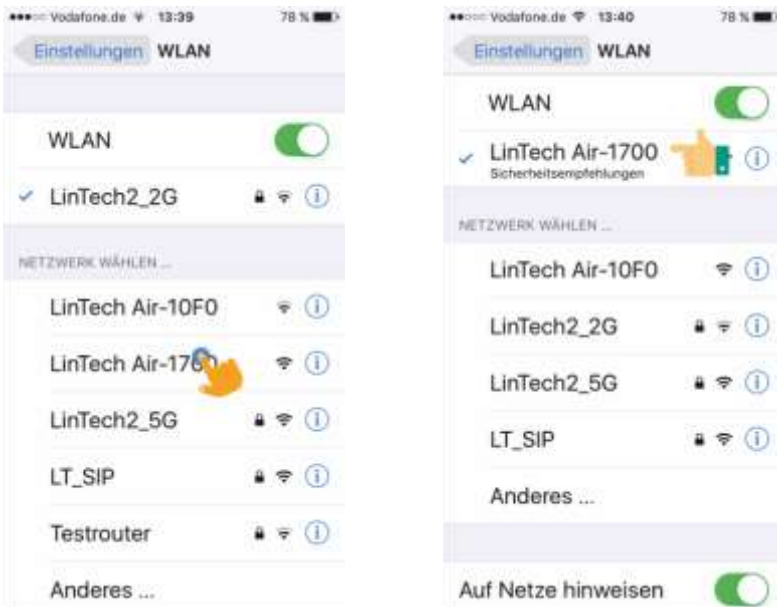 Vodafone.de 13:39 78 %
Einstellungen WLAN
WLAN
LinTech2_2G
NETZWERK WÄHLEN ...
LinTech Air-10F0
LinTech Air-1700
LinTech2_5G
LT_SIP
Testrouter
Anderes ...
Vodafone.de 13:40 78 %
Einstellungen WLAN
WLAN
LinTech Air-1700
Sicherheitsempfehlungen
NETZWERK WÄHLEN ...
LinTech Air-10F0
LinTech2_2G
LinTech2_5G
LT_SIP
Anderes ...
Auf Netze hinweisen